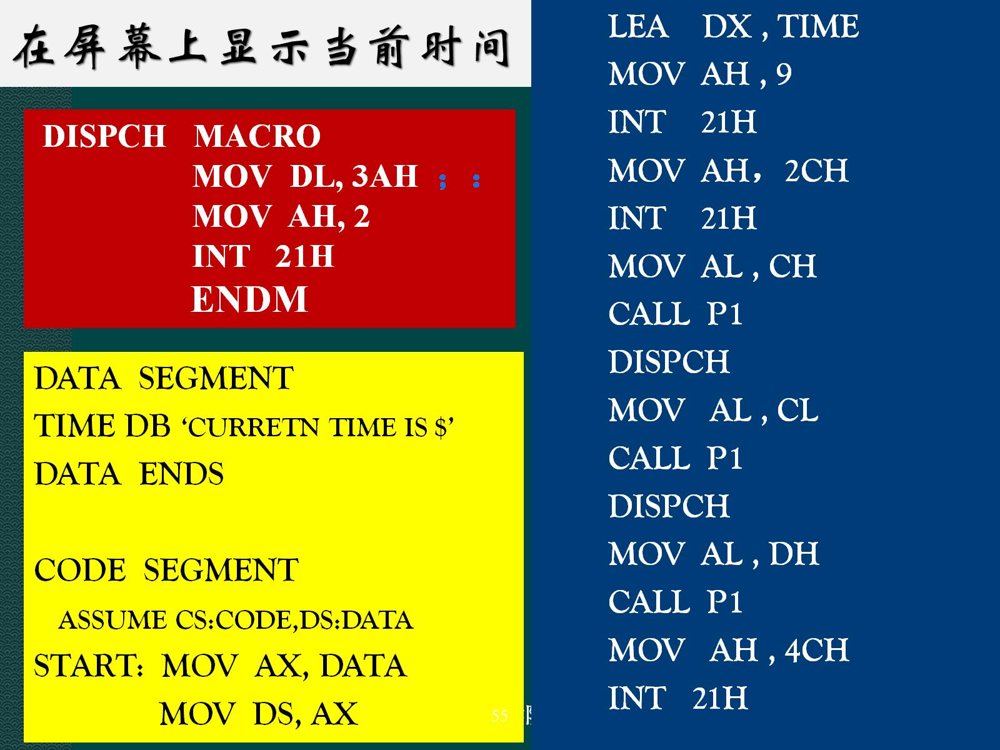 在屏幕上显示当前时间
DISPCH MACRO
MOV DL, 3AH ； ：
MOV AH, 2
INT 21H
ENDM
DATA SEGMENT
TIME DB ‘CURRETN TIME IS $’
DATA ENDS
CODE SEGMENT
ASSUME CS:CODE,DS:DATA
START: MOV AX, DATA
MOV DS, AX
LEA DX , TIME
MOV AH , 9
INT 21H
MOV AH， 2CH
INT 21H
MOV AL , CH
CALL P1
DISPCH
MOV AL , CL
CALL P1
DISPCH
MOV AL , DH
CALL P1
MOV AH , 4CH
INT 21H
55